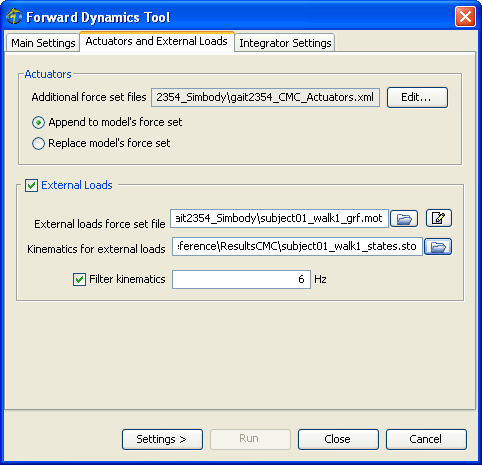 Forward Dynamics Tool
Main Settings Actuators and External Loads Integrator Settings
Actuators
Additional force set files 2354_Simbody\gait2354_CMC_Actuators.xml Edit...
Append to model's force set
Replace model's force set
External Loads
External loads force set file ait2354_Simbody\subject01_walk1_grf.mot
Kinematics for external loads ference\ResultsCMC\subject01_walk1_states.sto
Filter kinematics 6 Hz
Settings > Run Close Cancel